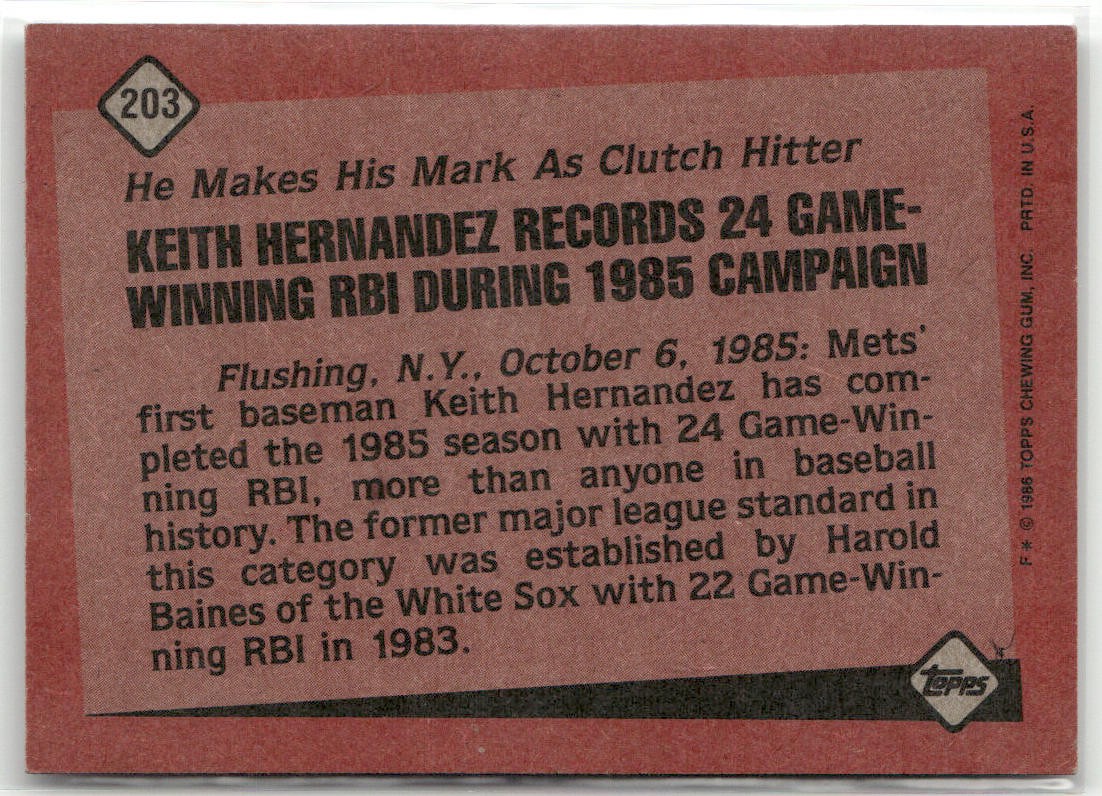 203
He Makes His Mark As Clutch Hitter
KEITH HERNANDEZ RECORDS 24 GAME-
WINNING RBI DURING 1985 CAMPAIGN
Flushing, N.Y., October 6, 1985: Mets'
first baseman Keith Hernandez has com-
pleted the 1985 season with 24 Game-Win-
ning RBI, more than anyone in baseball
history. The former major league standard in
this category was established by Harold
Baines of the White Sox with 22 Game-Win-
ning RBI in 1983.
topps
F * © 1986 TOPPS CHEWING GUM, INC. PRTD. IN U.S.A.